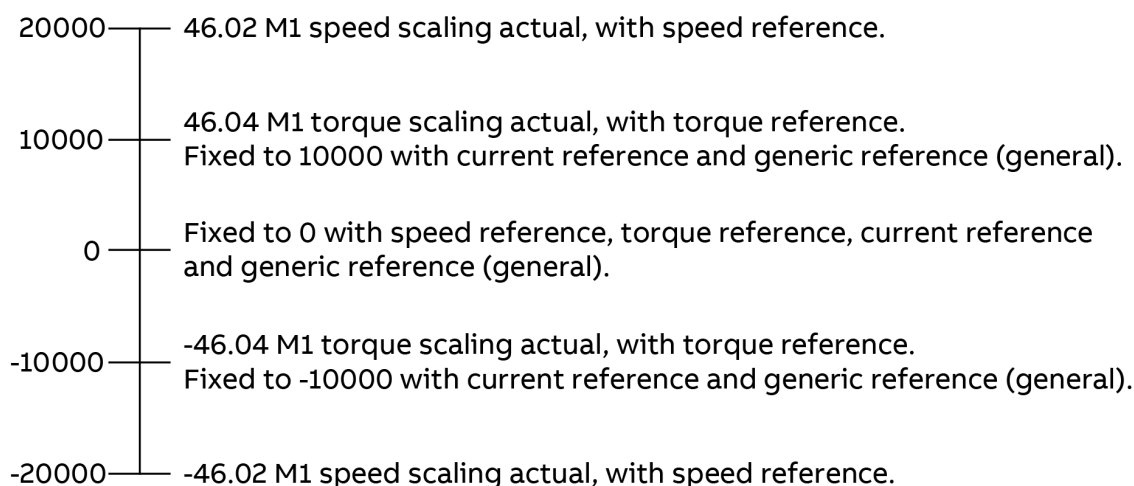 20000 46.02 M1 speed scaling actual, with speed reference.
46.04 M1 torque scaling actual, with torque reference.
10000
Fixed to 10000 with current reference and generic reference (general).
Fixed to 0 with speed reference, torque reference, current reference
0
and generic reference (general).
-46.04 M1 torque scaling actual, with torque reference.
-10000
Fixed to -10000 with current reference and generic reference (general).
-20000 -46.02 M1 speed scaling actual, with speed reference.